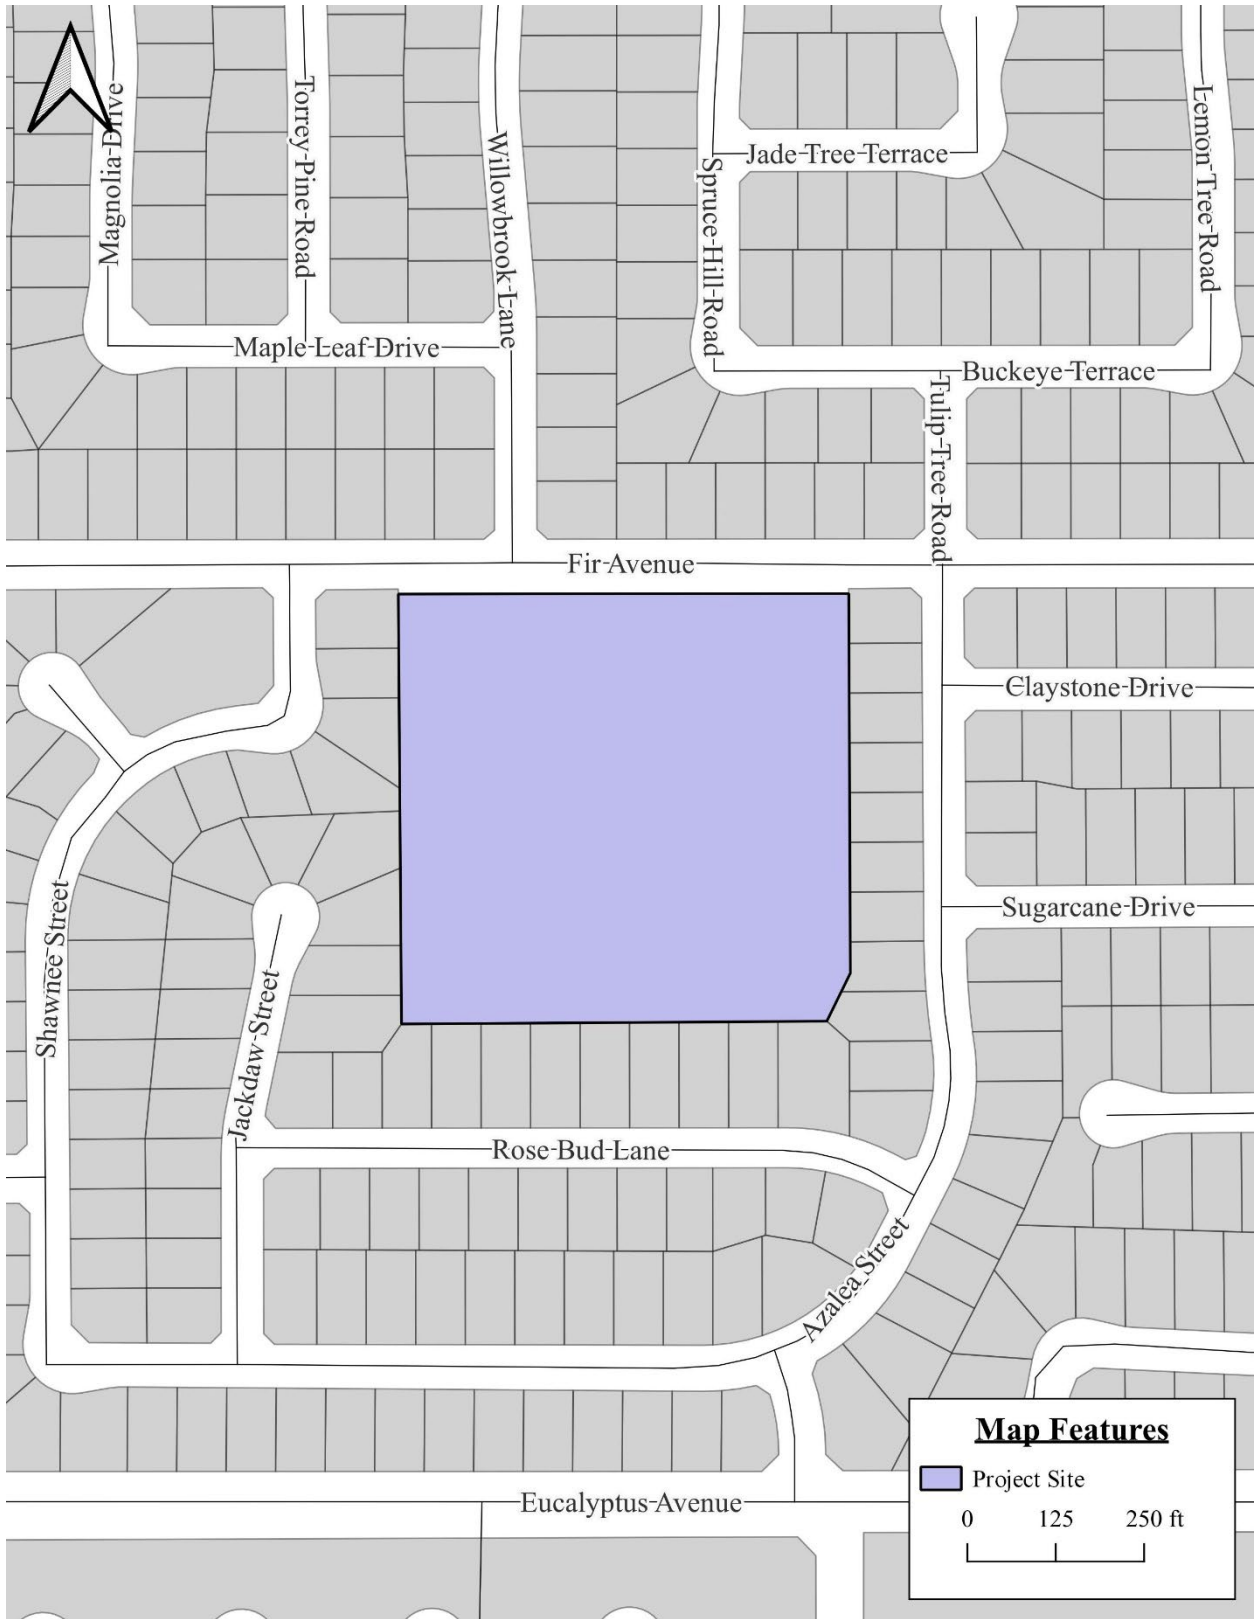 Magnolia Drive
Torrey Pine Road
Willowbrook Lane
Spruce Hill Road
Jade Tree Terrace
Lemon Tree Road
Maple Leaf Drive
Buckeye Terrace
Tulip Tree Road
Fir Avenue
Claystone Drive
Sugarcane Drive
Shawnee Street
Jackdaw Street
Rose Bud Lane
Azalea Street
Eucalyptus Avenue
Map Features
Project Site
0 125 250 ft